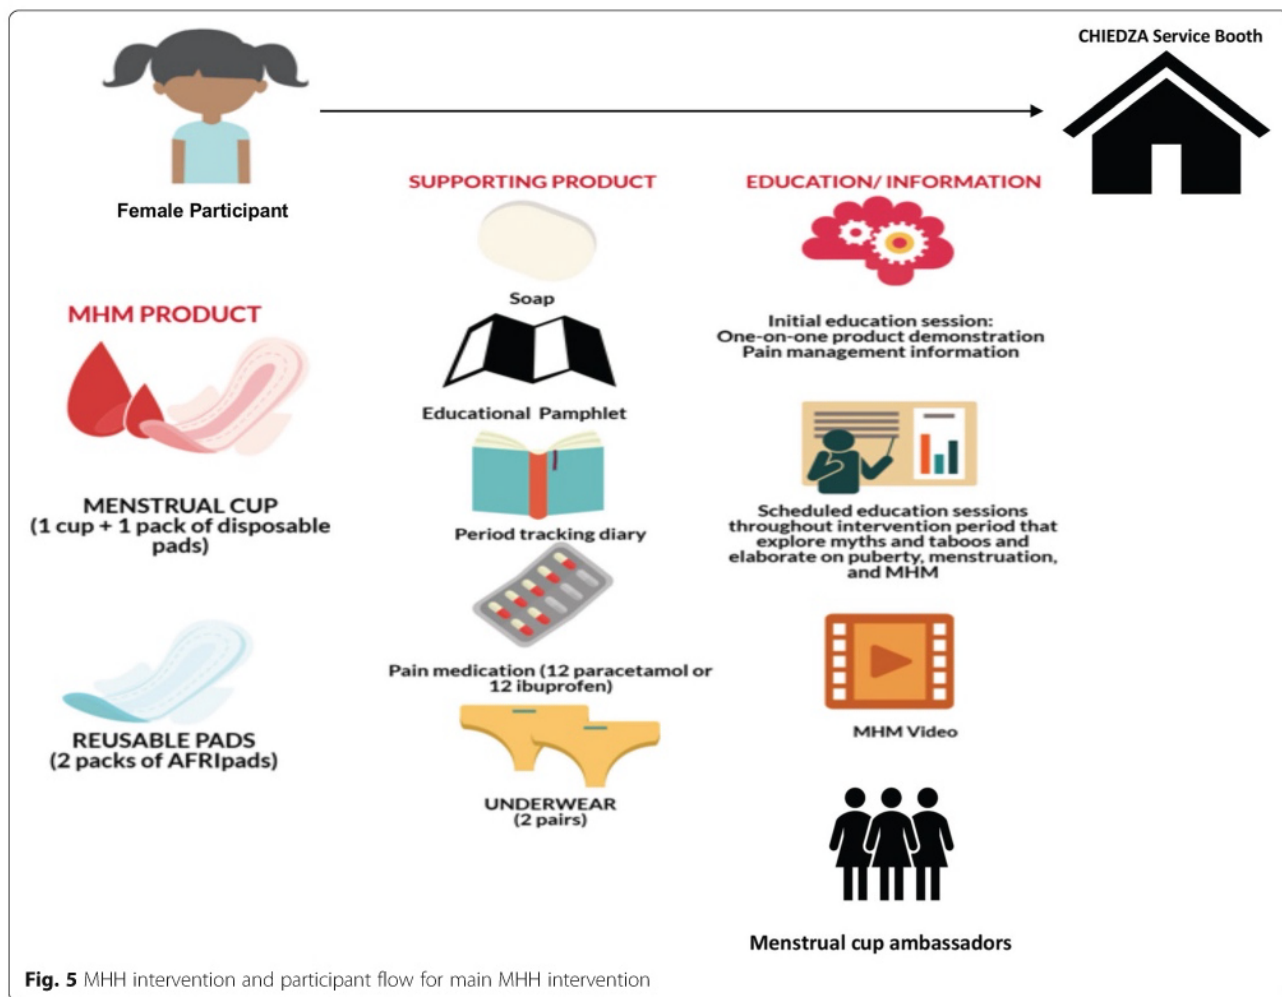 CHIEDZA Service Booth
Female Participant
MHM PRODUCT
MENSTRUAL CUP
(1 cup + 1 pack of disposable
pads)
REUSABLE PADS
(2 packs of AFRIpads)
SUPPORTING PRODUCT
Soap
Educational Pamphlet
Period tracking diary
Pain medication (12 paracetamol or
12 ibuprofen)
UNDERWEAR
(2 pairs)
EDUCATION/ INFORMATION
Initial education session:
One-on-one product demonstration
Pain management information
Scheduled education sessions
throughout intervention period that
explore myths and taboos and
elaborate on puberty, menstruation,
and MHM
MHM Video
Menstrual cup ambassadors
Fig. 5 MHH intervention and participant flow for main MHH intervention